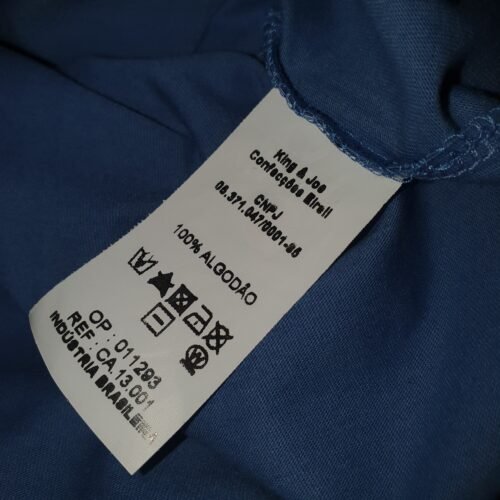 King & Joe
Confecções Eireli
CNPJ
08.371.047/0001-86
100% ALGODÃO
OP : 011293
REF : CA.13.001
INDÚSTRIA BRASILEIRA